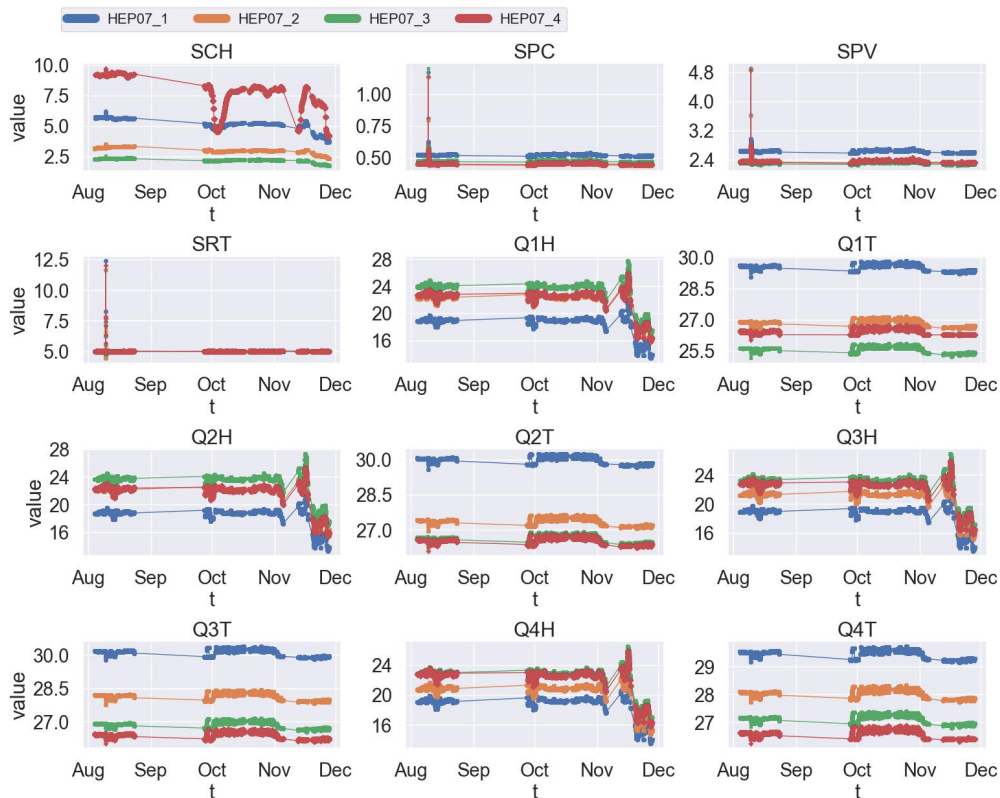 HEP07_1 HEP07_2 HEP07_3 HEP07_4
SCH SPC SPV
value
10.0
7.5
5.0
2.5
1.00
0.75
0.50
4.8
3.2
2.4
Aug Sep Oct Nov Dec Aug Sep Oct Nov Dec Aug Sep Oct Nov Dec
t t t
SRT Q1H Q1T
value
12.5
10.0
7.5
5.0
28
24
20
16
30.0
28.5
27.0
25.5
Aug Sep Oct Nov Dec Aug Sep Oct Nov Dec Aug Sep Oct Nov Dec
t t t
Q2H Q2T Q3H
value
28
24
20
16
30.0
28.5
27.0
24
20
16
Aug Sep Oct Nov Dec Aug Sep Oct Nov Dec Aug Sep Oct Nov Dec
t t t
Q3T Q4H Q4T
value
30.0
28.5
27.0
24
20
16
29
28
27
Aug Sep Oct Nov Dec Aug Sep Oct Nov Dec Aug Sep Oct Nov Dec
t t t